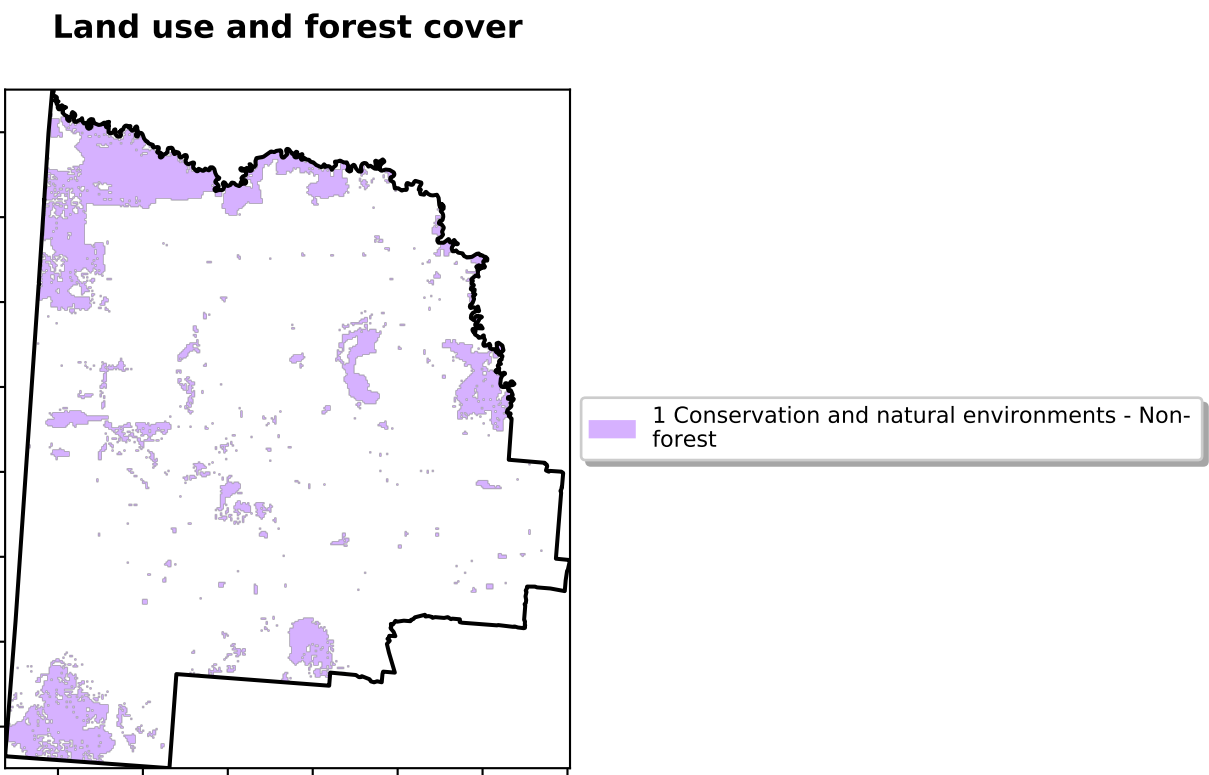 Land use and forest cover
1 Conservation and natural environments - Non-
forest